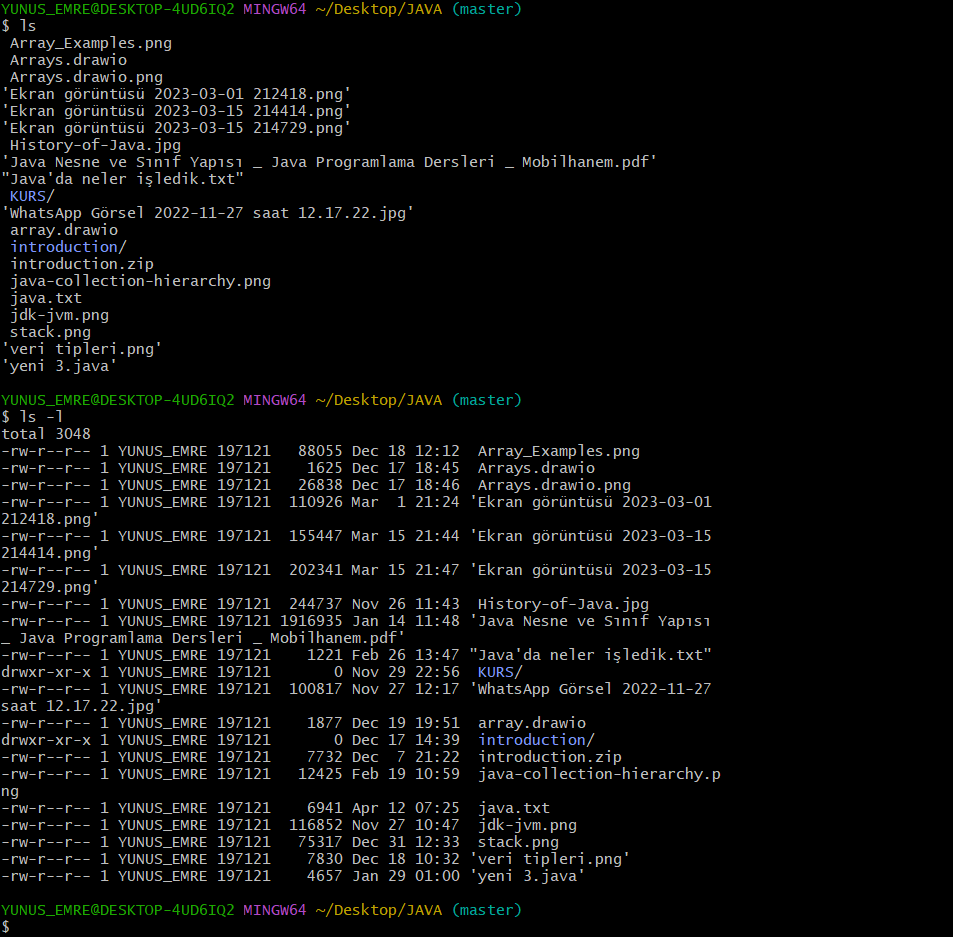 YUNUS_EMRE@DESKTOP-4UD6IQ2 MINGW64 ~/Desktop/JAVA (master)
$ ls
 Array_Examples.png
 Arrays.drawio
 Arrays.drawio.png
'Ekran görüntüsü 2023-03-01 212418.png'
'Ekran görüntüsü 2023-03-15 214414.png'
'Ekran görüntüsü 2023-03-15 214729.png'
 History-of-Java.jpg
'Java Nesne ve Sınıf Yapısı _ Java Programlama Dersleri _ Mobilhanem.pdf'
"Java'da neler işledik.txt"
 KURS/
'WhatsApp Görsel 2022-11-27 saat 12.17.22.jpg'
 array.drawio
 introduction/
 introduction.zip
 java-collection-hierarchy.png
 java.txt
 jdk-jvm.png
 stack.png
'veri tipleri.png'
'yeni 3.java'

YUNUS_EMRE@DESKTOP-4UD6IQ2 MINGW64 ~/Desktop/JAVA (master)
$ ls -l
total 3048
-rw-r--r-- 1 YUNUS_EMRE 197121   88055 Dec 18 12:12  Array_Examples.png
-rw-r--r-- 1 YUNUS_EMRE 197121    1625 Dec 17 18:45  Arrays.drawio
-rw-r--r-- 1 YUNUS_EMRE 197121   26838 Dec 17 18:46  Arrays.drawio.png
-rw-r--r-- 1 YUNUS_EMRE 197121  110926 Mar  1 21:24 'Ekran görüntüsü 2023-03-01
212418.png'
-rw-r--r-- 1 YUNUS_EMRE 197121  155447 Mar 15 21:44 'Ekran görüntüsü 2023-03-15
214414.png'
-rw-r--r-- 1 YUNUS_EMRE 197121  202341 Mar 15 21:47 'Ekran görüntüsü 2023-03-15
214729.png'
-rw-r--r-- 1 YUNUS_EMRE 197121  244737 Nov 26 11:43  History-of-Java.jpg
-rw-r--r-- 1 YUNUS_EMRE 197121 1916935 Jan 14 11:48 'Java Nesne ve Sınıf Yapısı
_ Java Programlama Dersleri _ Mobilhanem.pdf'
-rw-r--r-- 1 YUNUS_EMRE 197121    1221 Feb 26 13:47 "Java'da neler işledik.txt"
drwxr-xr-x 1 YUNUS_EMRE 197121       0 Nov 29 22:56  KURS/
-rw-r--r-- 1 YUNUS_EMRE 197121  100817 Nov 27 12:17 'WhatsApp Görsel 2022-11-27
saat 12.17.22.jpg'
-rw-r--r-- 1 YUNUS_EMRE 197121    1877 Dec 19 19:51  array.drawio
drwxr-xr-x 1 YUNUS_EMRE 197121       0 Dec 17 14:39  introduction/
-rw-r--r-- 1 YUNUS_EMRE 197121    7732 Dec  7 21:22  introduction.zip
-rw-r--r-- 1 YUNUS_EMRE 197121   12425 Feb 19 10:59  java-collection-hierarchy.p
ng
-rw-r--r-- 1 YUNUS_EMRE 197121    6941 Apr 12 07:25  java.txt
-rw-r--r-- 1 YUNUS_EMRE 197121  116852 Nov 27 10:47  jdk-jvm.png
-rw-r--r-- 1 YUNUS_EMRE 197121   75317 Dec 31 12:33  stack.png
-rw-r--r-- 1 YUNUS_EMRE 197121    7830 Dec 18 10:32 'veri tipleri.png'
-rw-r--r-- 1 YUNUS_EMRE 197121    4657 Jan 29 01:00 'yeni 3.java'

YUNUS_EMRE@DESKTOP-4UD6IQ2 MINGW64 ~/Desktop/JAVA (master)
$